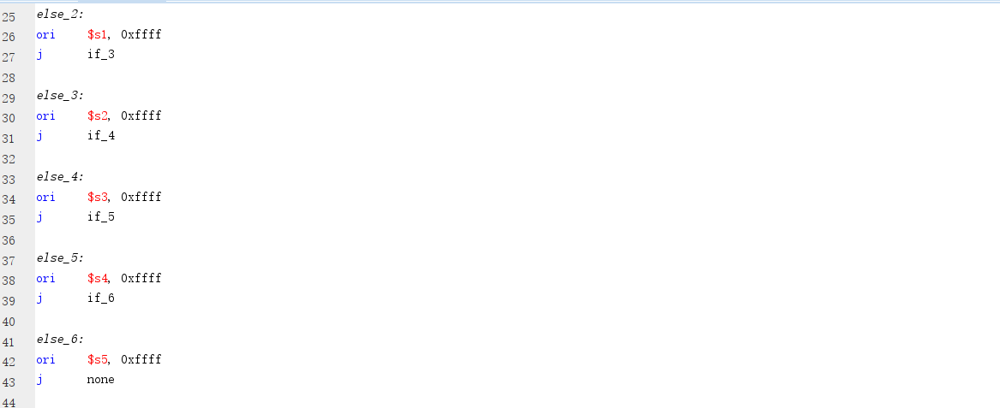 25 else_2:
26 ori $s1, 0xffff
27 j if_3
28
29 else_3:
30 ori $s2, 0xffff
31 j if_4
32
33 else_4:
34 ori $s3, 0xffff
35 j if_5
36
37 else_5:
38 ori $s4, 0xffff
39 j if_6
40
41 else_6:
42 ori $s5, 0xffff
43 j none
44